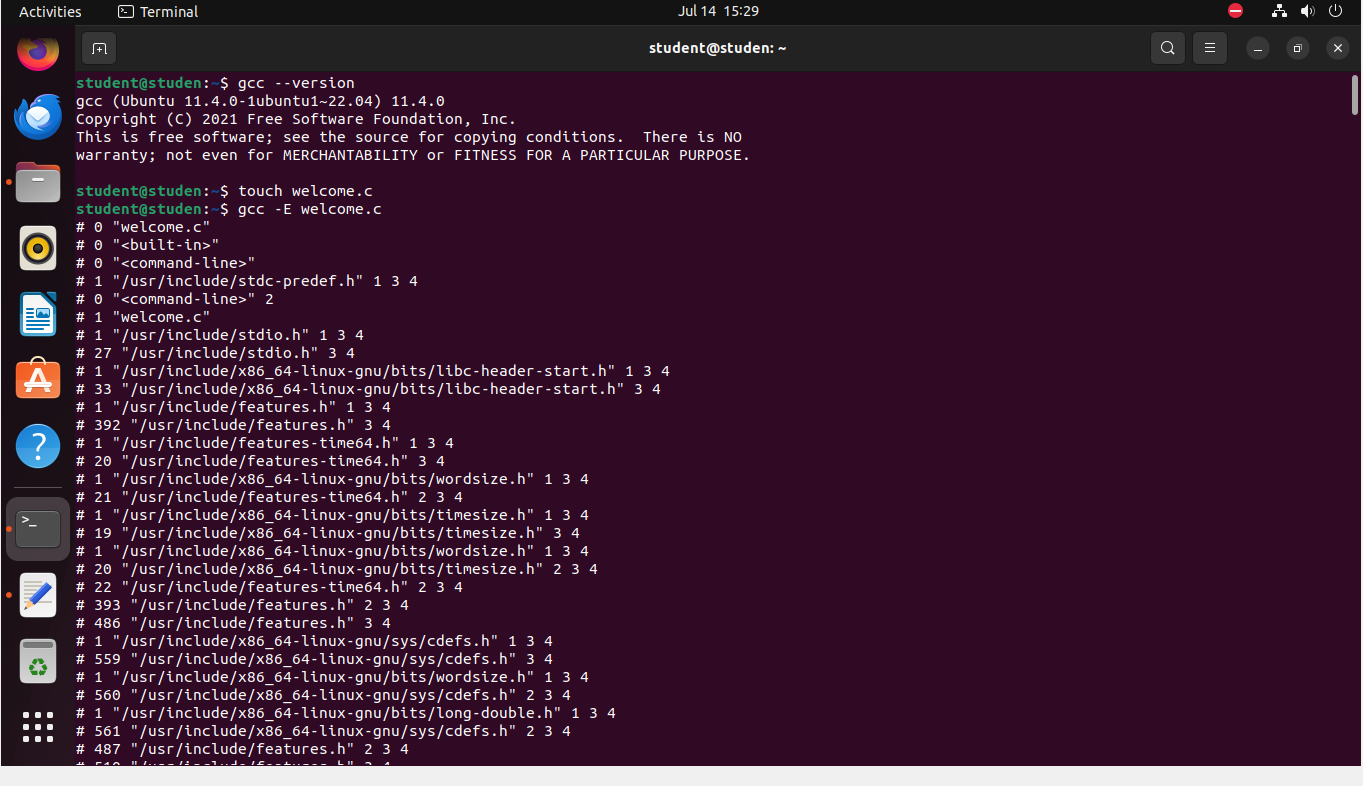 Activities
Terminal
Jul 14 15:29
student@studen: ~
student@studen:~$ gcc --version
gcc (Ubuntu 11.4.0-1ubuntu1~22.04) 11.4.0
Copyright (C) 2021 Free Software Foundation, Inc.
This is free software; see the source for copying conditions.  There is NO
warranty; not even for MERCHANTABILITY or FITNESS FOR A PARTICULAR PURPOSE.
student@studen:~$ touch welcome.c
student@studen:~$ gcc -E welcome.c
# 0 "welcome.c"
# 0 "<built-in>"
# 0 "<command-line>"
# 1 "/usr/include/stdc-predef.h" 1 3 4
# 0 "<command-line>" 2
# 1 "welcome.c"
# 1 "/usr/include/stdio.h" 1 3 4
# 27 "/usr/include/stdio.h" 3 4
# 1 "/usr/include/x86_64-linux-gnu/bits/libc-header-start.h" 1 3 4
# 33 "/usr/include/x86_64-linux-gnu/bits/libc-header-start.h" 3 4
# 1 "/usr/include/features.h" 1 3 4
# 392 "/usr/include/features.h" 3 4
# 1 "/usr/include/features-time64.h" 1 3 4
# 20 "/usr/include/features-time64.h" 3 4
# 1 "/usr/include/x86_64-linux-gnu/bits/wordsize.h" 1 3 4
# 21 "/usr/include/features-time64.h" 2 3 4
# 1 "/usr/include/x86_64-linux-gnu/bits/timesize.h" 1 3 4
# 19 "/usr/include/x86_64-linux-gnu/bits/timesize.h" 3 4
# 1 "/usr/include/x86_64-linux-gnu/bits/wordsize.h" 1 3 4
# 20 "/usr/include/x86_64-linux-gnu/bits/timesize.h" 2 3 4
# 22 "/usr/include/features-time64.h" 2 3 4
# 393 "/usr/include/features.h" 2 3 4
# 486 "/usr/include/features.h" 3 4
# 1 "/usr/include/x86_64-linux-gnu/sys/cdefs.h" 1 3 4
# 559 "/usr/include/x86_64-linux-gnu/sys/cdefs.h" 3 4
# 1 "/usr/include/x86_64-linux-gnu/bits/wordsize.h" 1 3 4
# 560 "/usr/include/x86_64-linux-gnu/sys/cdefs.h" 2 3 4
# 1 "/usr/include/x86_64-linux-gnu/bits/long-double.h" 1 3 4
# 561 "/usr/include/x86_64-linux-gnu/sys/cdefs.h" 2 3 4
# 487 "/usr/include/features.h" 2 3 4